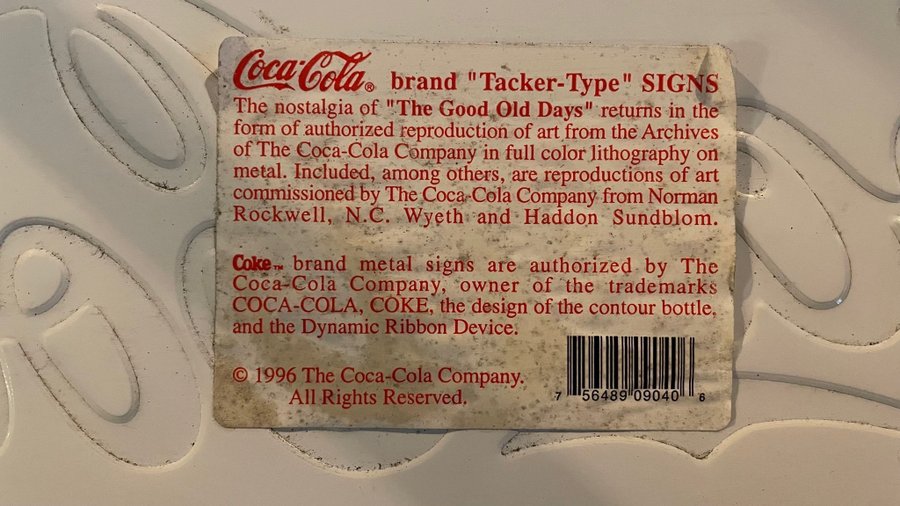 Coca-Cola® brand "Tacker-Type" SIGNS
The nostalgia of "The Good Old Days" returns in the
form of authorized reproduction of art from the Archives
of The Coca-Cola Company in full color lithography on
metal. Included, among others, are reproductions of art
commissioned by The Coca-Cola Company from Norman
Rockwell, N.C. Wyeth and Haddon Sundblom.
Coke™ brand metal signs are authorized by The
Coca-Cola Company, owner of the trademarks
COCA-COLA, COKE, the design of the contour bottle,
and the Dynamic Ribbon Device.
© 1996 The Coca-Cola Company.
All Rights Reserved.
7 56489 09040 6